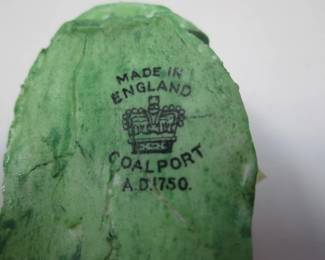 MADE IN
ENGLAND
COALPORT
A.D.1750.